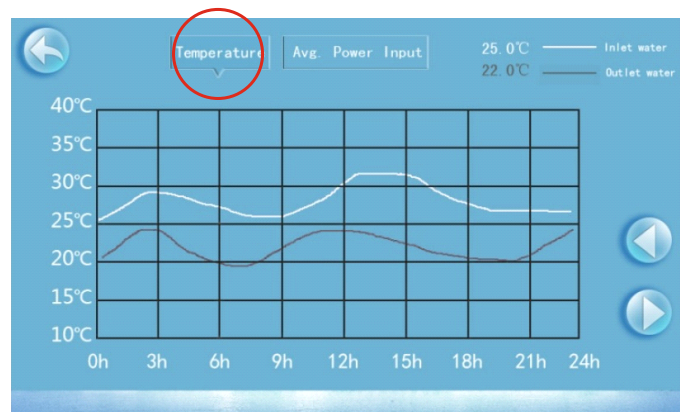 Temperature Avg. Power Input 25.0℃ Inlet water
22.0℃ Outlet water
40℃
35℃
30℃
25℃
20℃
15℃
10℃
0h 3h 6h 9h 12h 15h 18h 21h 24h